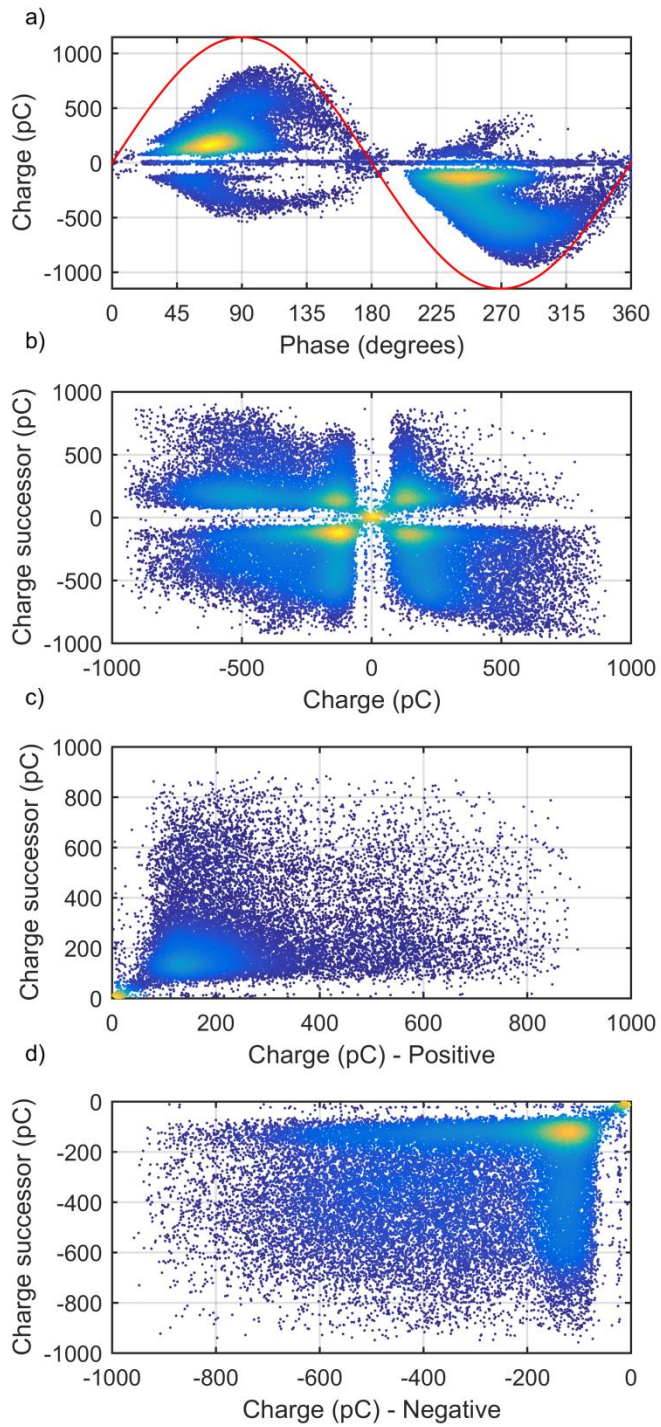 a)
1000
500
0
-500
-1000
Charge (pC)
0 45 90 135 180 225 270 315 360
Phase (degrees)
b)
1000
500
0
-500
-1000
Charge successor (pC)
-1000 -500 0 500 1000
Charge (pC)
c)
1000
800
600
400
200
0
Charge successor (pC)
0 200 400 600 800 1000
Charge (pC) - Positive
d)
0
-200
-400
-600
-800
-1000
Charge successor (pC)
-1000 -800 -600 -400 -200 0
Charge (pC) - Negative